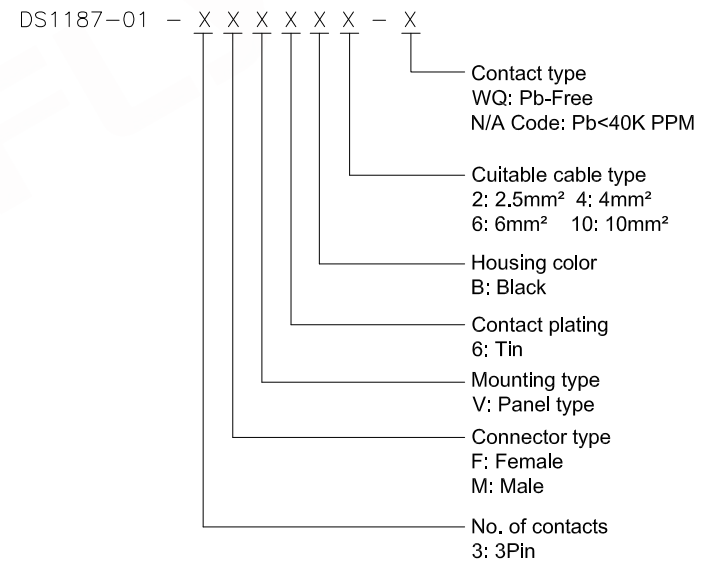 DS1187-01 - X X X X X X - X
Contact type
WQ: Pb-Free
N/A Code: Pb<40K PPM
Cuitable cable type
2: 2.5mm² 4: 4mm²
6: 6mm² 10: 10mm²
Housing color
B: Black
Contact plating
6: Tin
Mounting type
V: Panel type
Connector type
F: Female
M: Male
No. of contacts
3: 3Pin